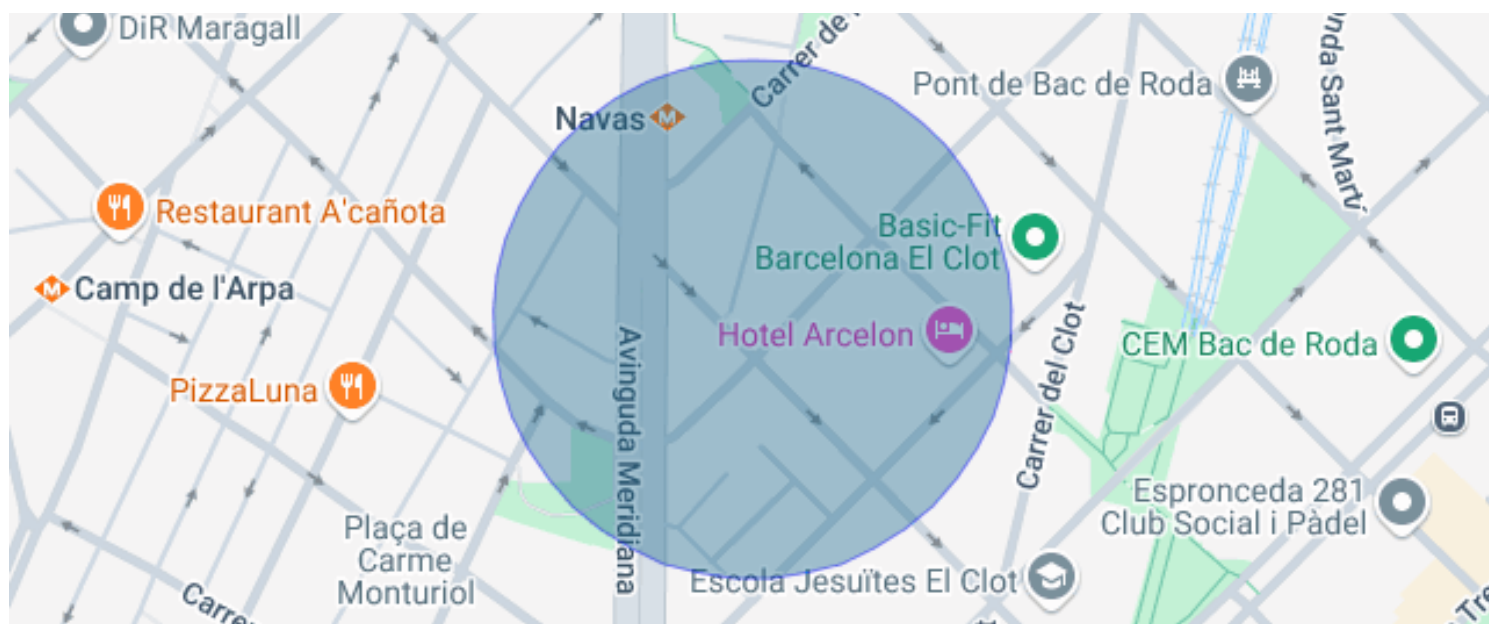 DiR Maragall
Carrer de
Pont de Bac de Roda
Navas
Restaurant A'cañota
Basic-Fit
Barcelona El Clot
Camp de l'Arpa
Hotel Arcelon
CEM Bac de Roda
PizzaLuna
Avinguda Meridiana
Carrer del Clot
nda Sant Martí
Espronceda 281
Club Social i Pàdel
Plaça de
Carme
Monturiol
Escola Jesuïtes El Clot
Carre
Tre